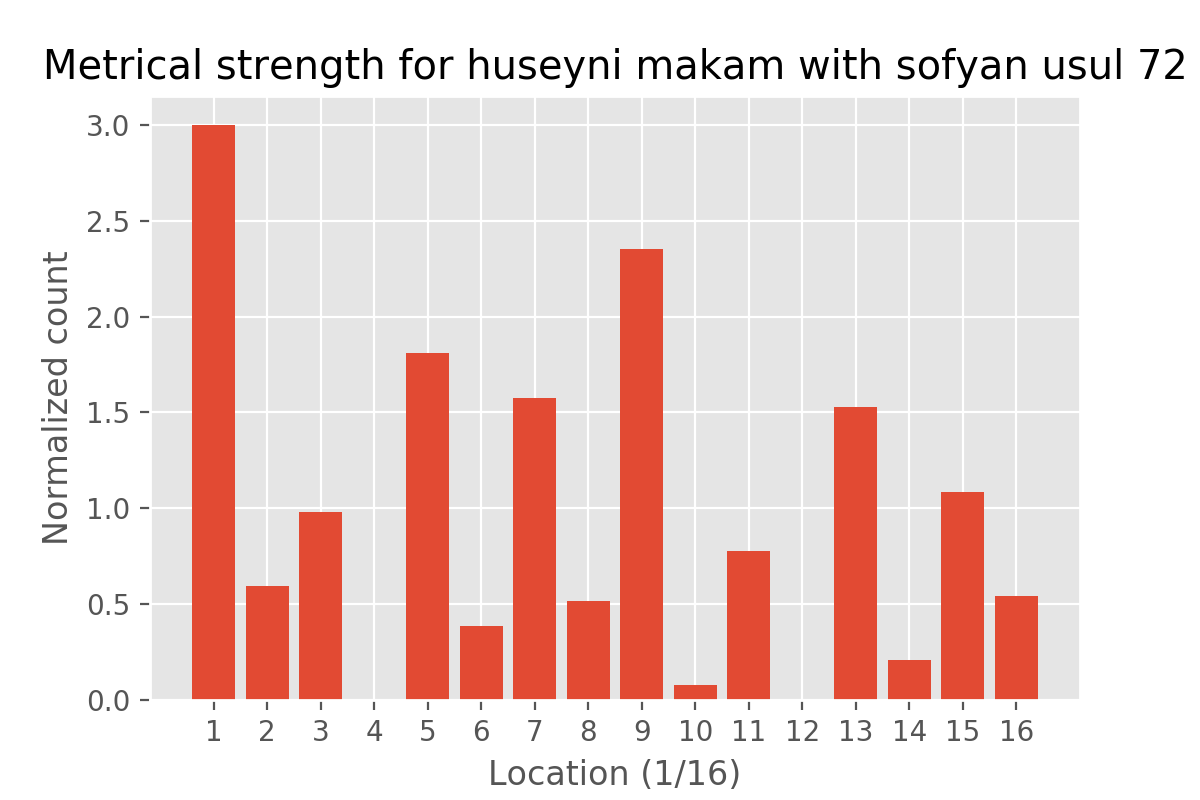 Metrical strength for huseyni makam with sofyan usul 72
Normalized count
3.0
2.5
2.0
1.5
1.0
0.5
0.0
1 2 3 4 5 6 7 8 9 10 11 12 13 14 15 16
Location (1/16)